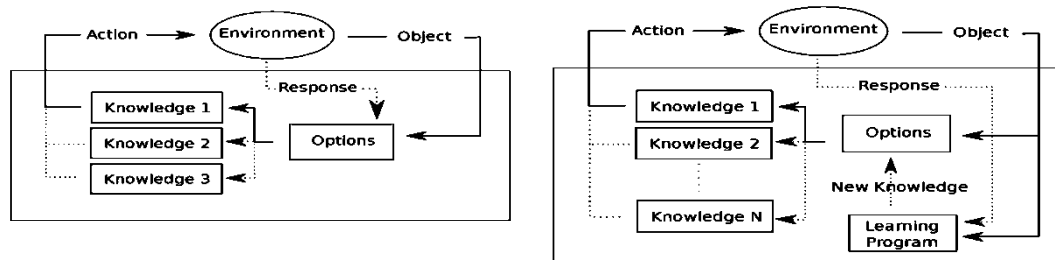 Action
Environment
Object
Response
Knowledge 1
Knowledge 2
Knowledge 3
Options
Action
Environment
Object
Response
Knowledge 1
Knowledge 2
Options
New Knowledge
Knowledge N
Learning
Program